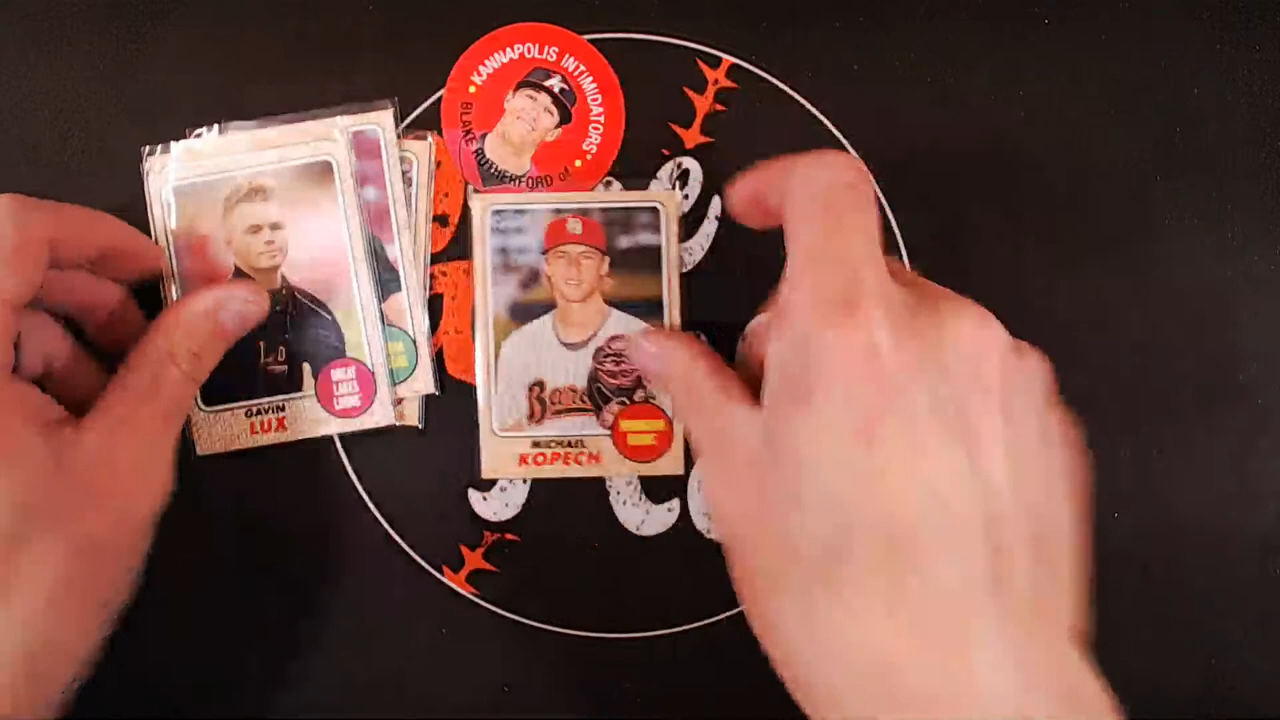 KANNAPOLIS INTIMIDATORS
BLAKE RUTHERFORD of
GREAT
LAKES
LOONS
GAVIN
LUX
MICHAEL
KOPECH